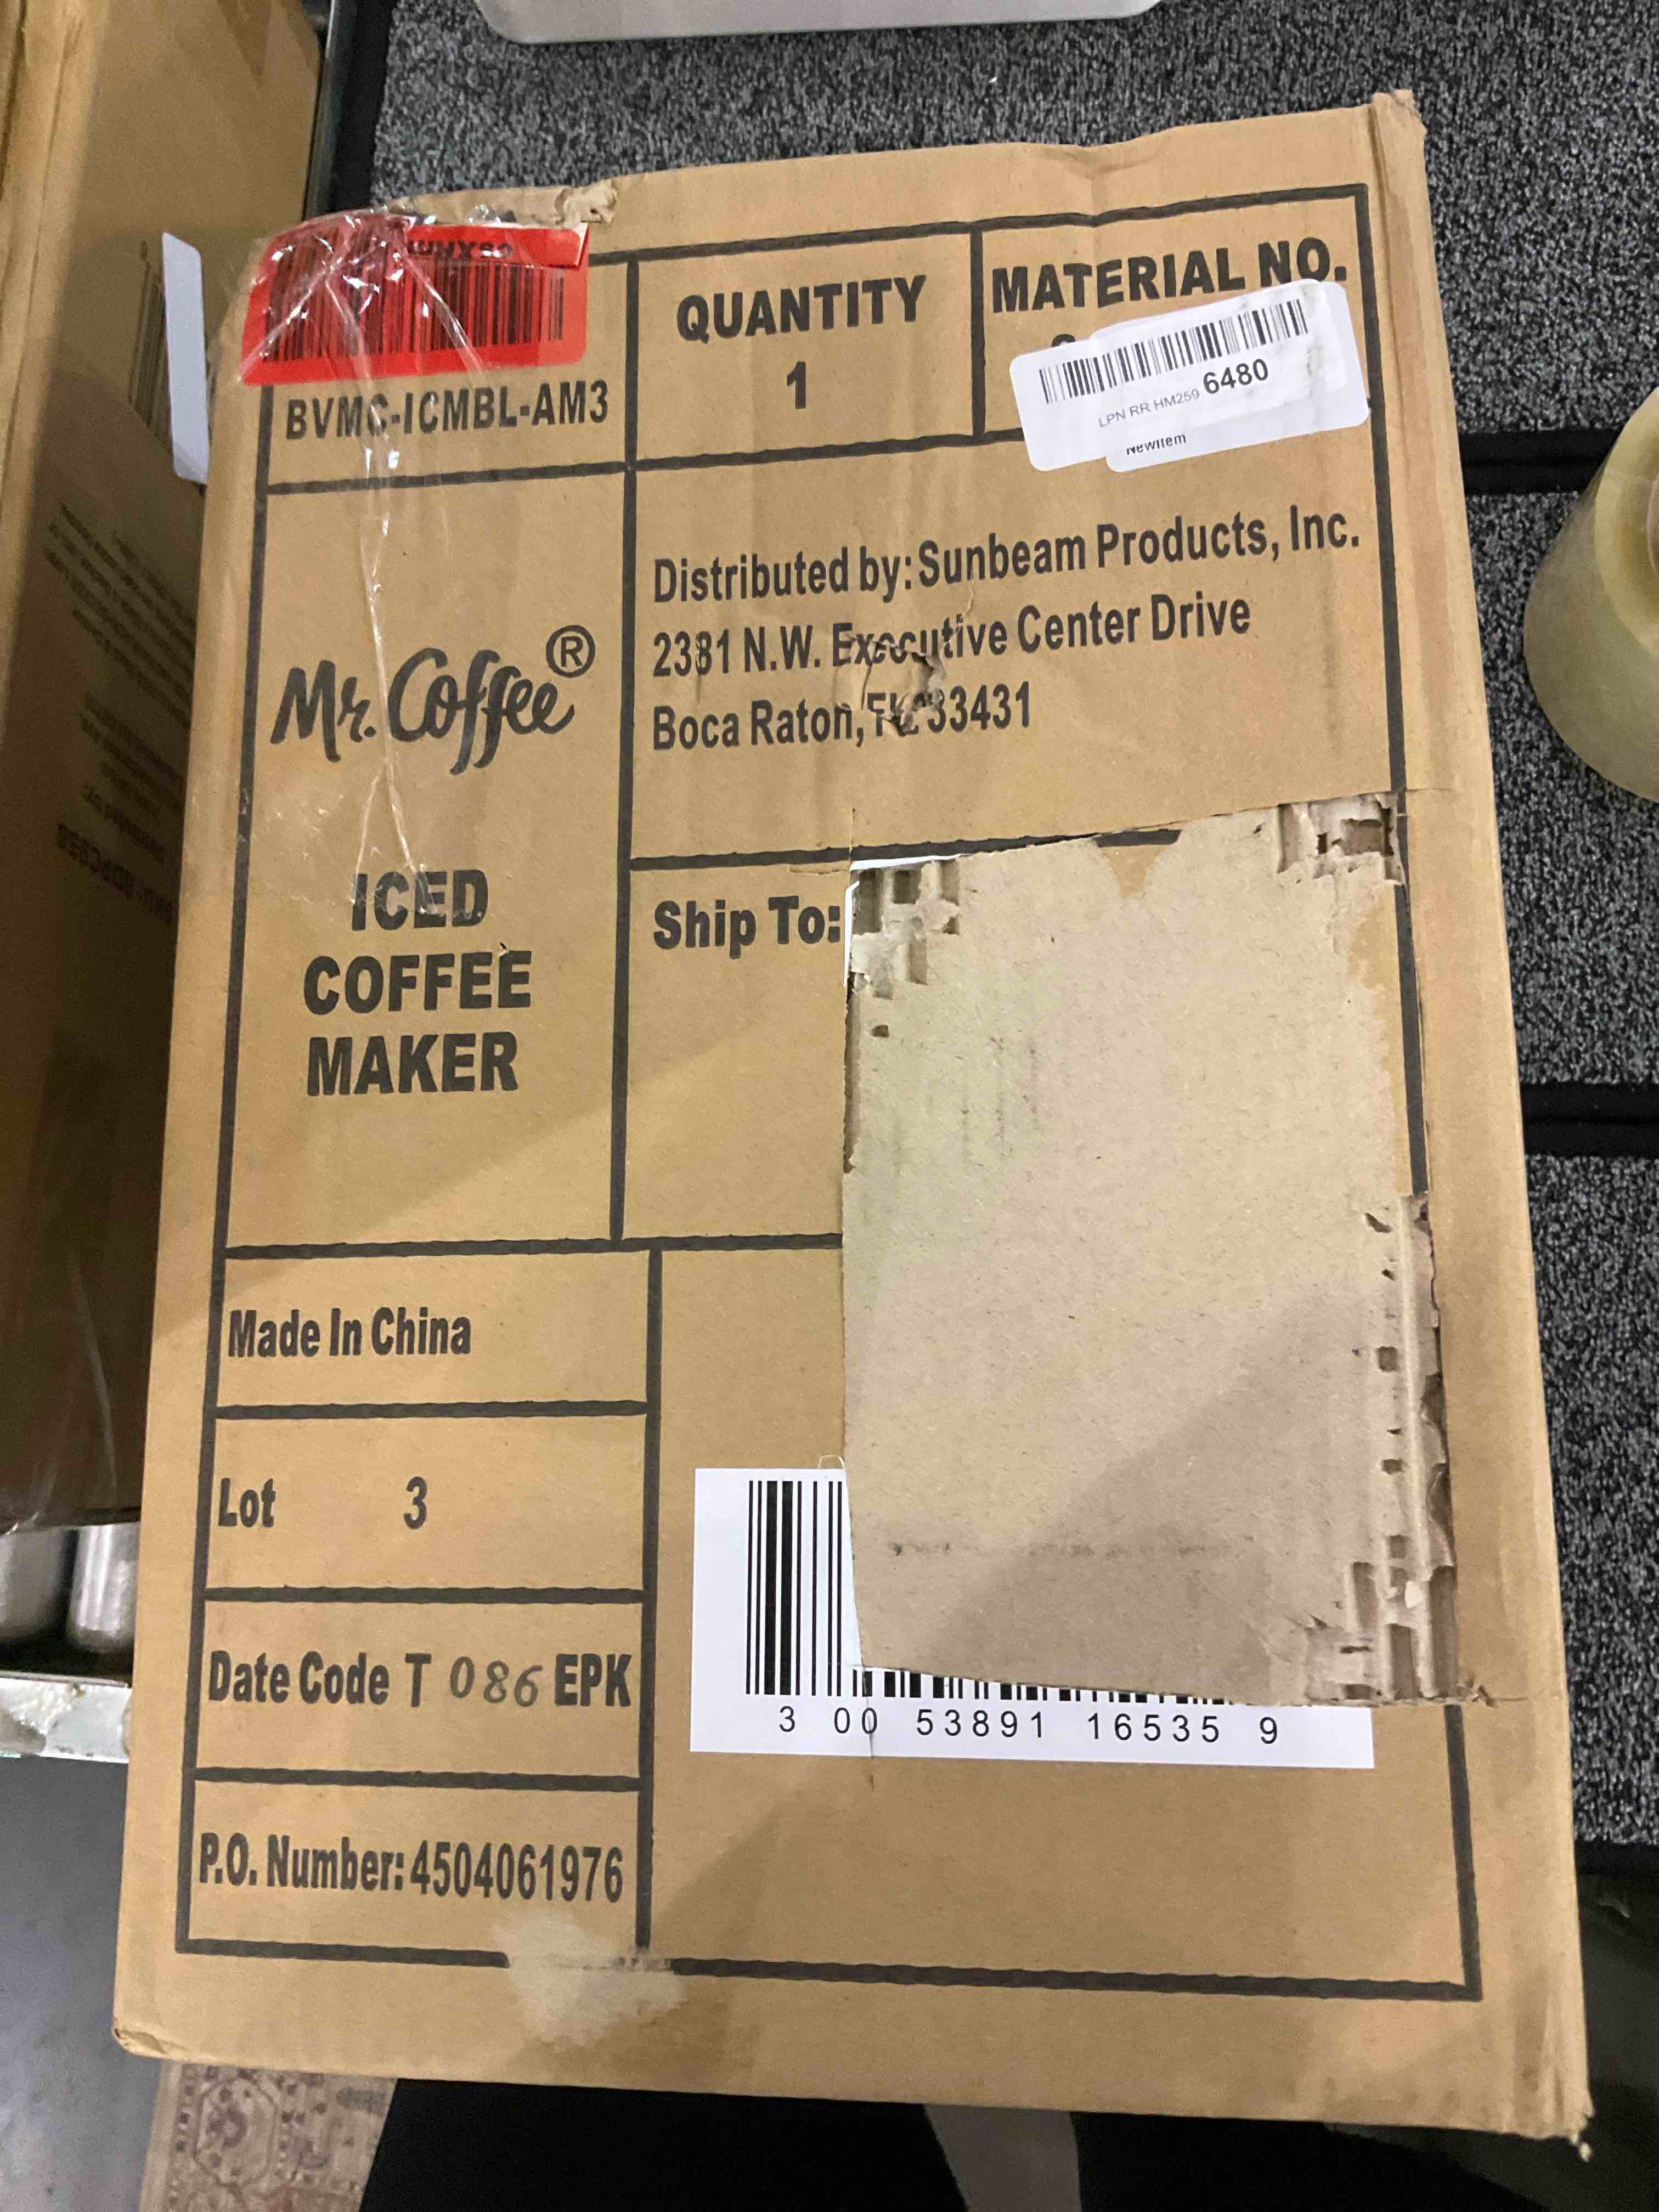 BVMC-ICMBL-AM3
QUANTITY
1
MATERIAL NO.
LPN RR HM259 6480
NewItem
Mr. Coffee®
ICED
COFFEE
MAKER
Distributed by: Sunbeam Products, Inc.
2381 N.W. Executive Center Drive
Boca Raton, FL 33431
Ship To:
Made In China
Lot 3
Date Code T 086 EPK
P.O. Number: 4504061976
3 00 53891 16535 9